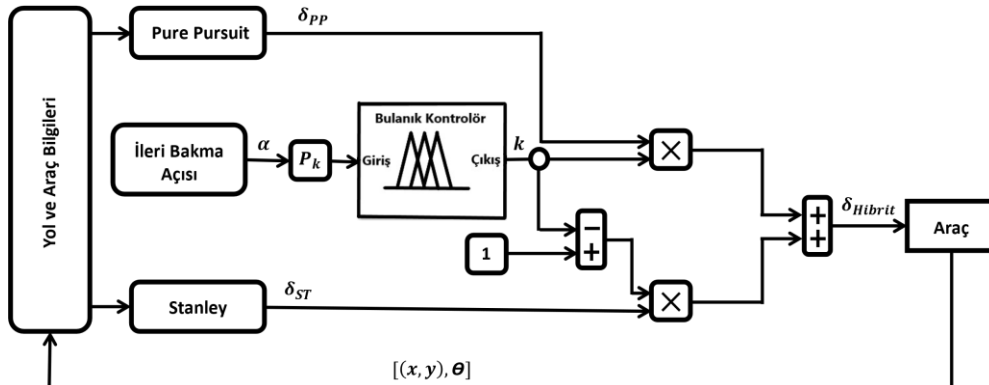 Yol ve Araç Bilgileri
Pure Pursuit
δ_PP
İleri Bakma
Açısı
α
P_k
Bulanık Kontrolör
Giriş
Çıkış
k
×
−
+
1
+
+
δ_Hibrit
Araç
Stanley
δ_ST
×
[(x, y), Θ]